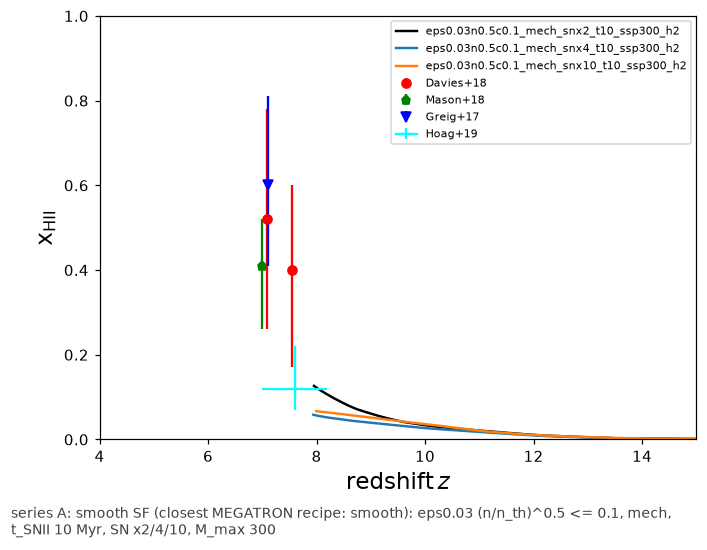 1.0
0.8
0.6
0.4
0.2
0.0
xHII
eps0.03n0.5c0.1_mech_snx2_t10_ssp300_h2
eps0.03n0.5c0.1_mech_snx4_t10_ssp300_h2
eps0.03n0.5c0.1_mech_snx10_t10_ssp300_h2
Davies+18
Mason+18
Greig+17
Hoag+19
4 6 8 10 12 14
redshift z
series A: smooth SF (closest MEGATRON recipe: smooth): eps0.03 (n/n_th)^0.5 <= 0.1, mech,
t_SNII 10 Myr, SN x2/4/10, M_max 300